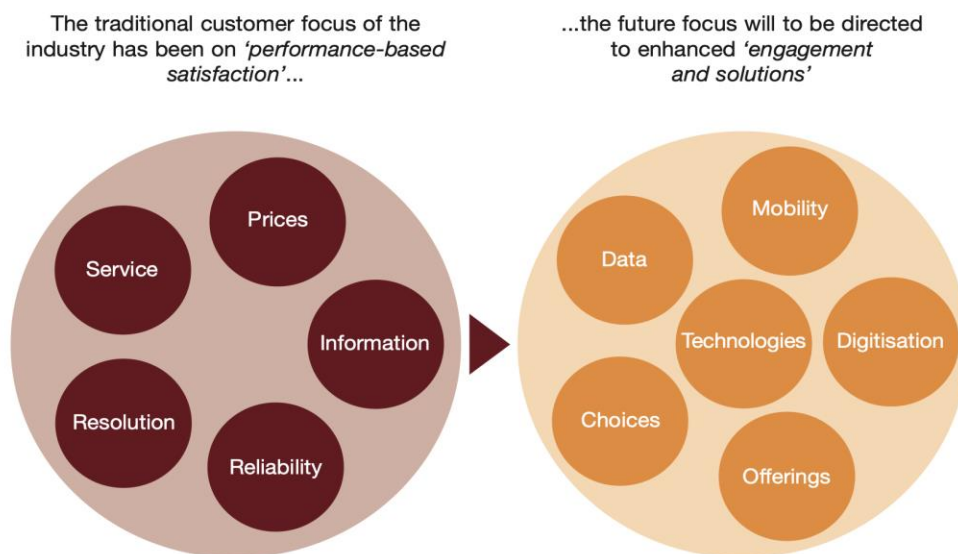 The traditional customer focus of the
industry has been on ‘performance-based
satisfaction’...
...the future focus will to be directed
to enhanced ‘engagement
and solutions’
Prices
Service
Information
Resolution
Reliability
Mobility
Data
Technologies
Digitisation
Choices
Offerings